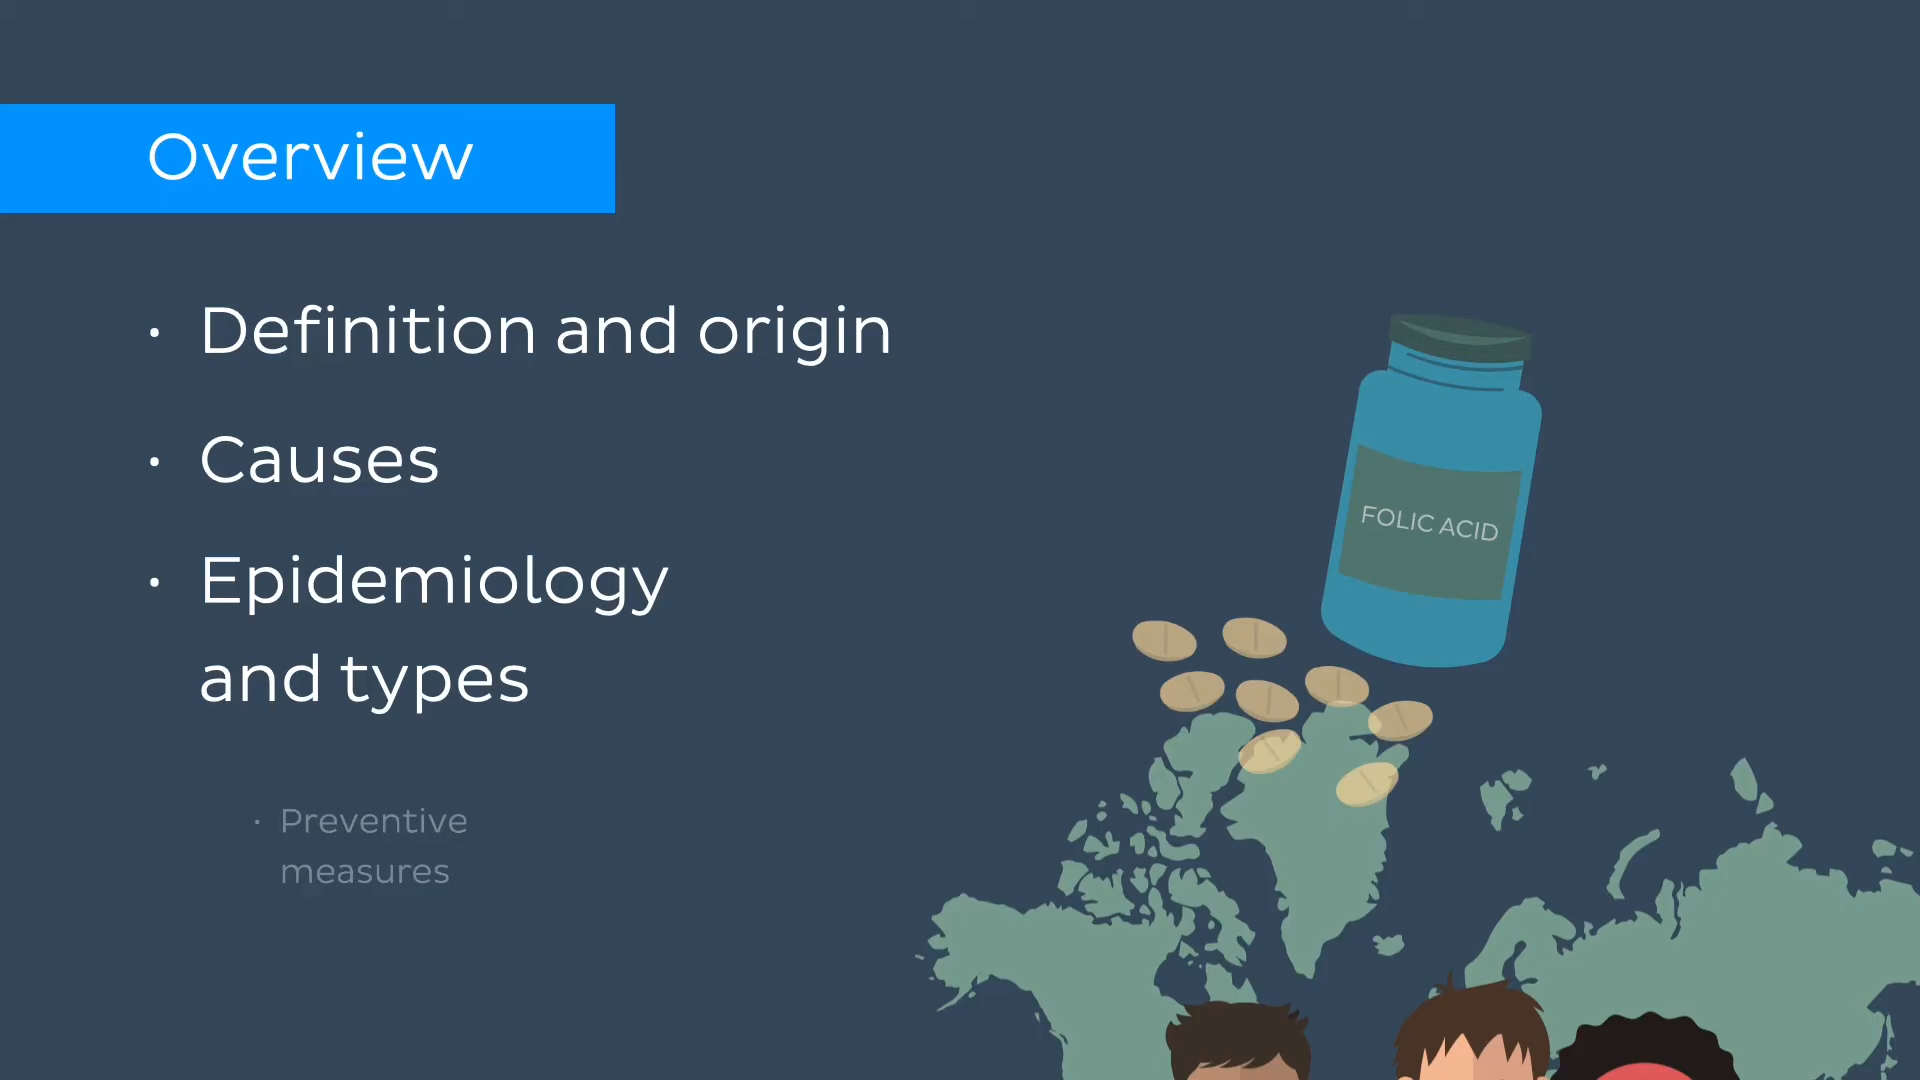 Overview
· Definition and origin
· Causes
· Epidemiology
and types
· Preventive
measures
FOLIC ACID